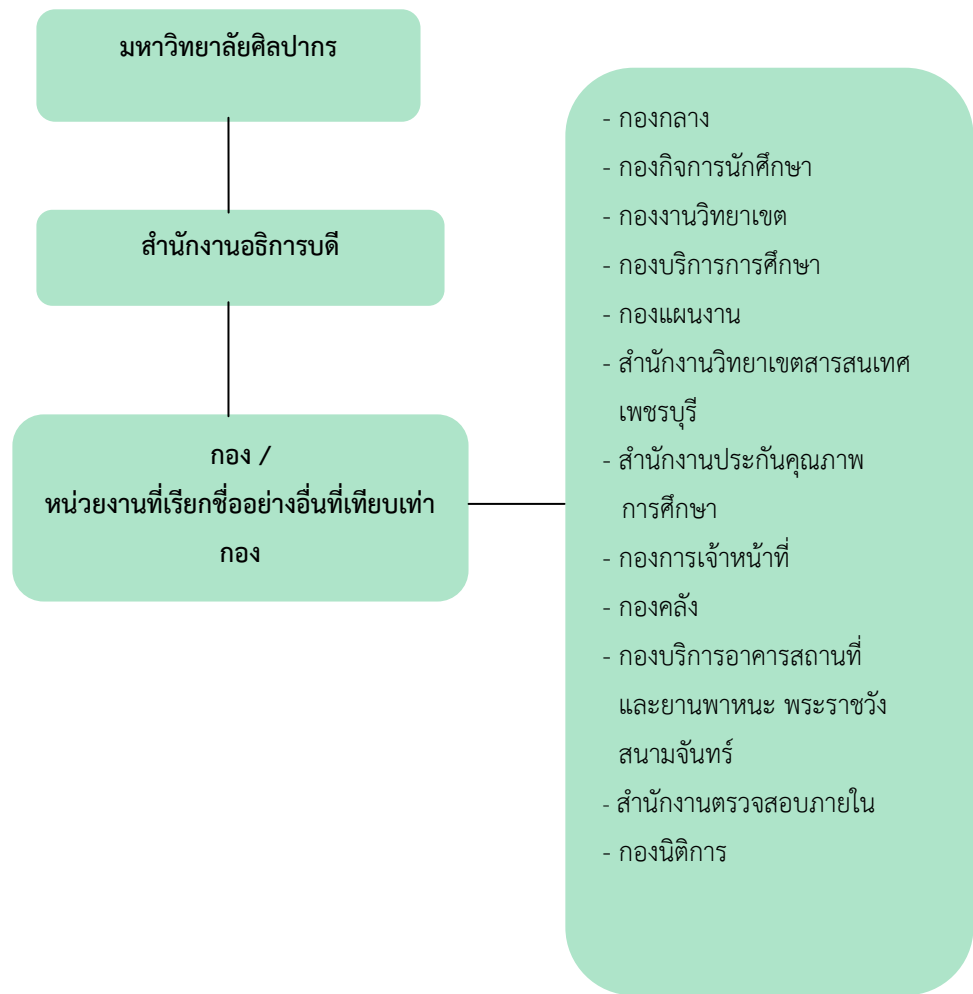 มหาวิทยาลัยศิลปากร
สำนักงานอธิการบดี
กอง /
หน่วยงานที่เรียกชื่ออย่างอื่นที่เทียบเท่า
กอง
- กองกลาง
- กองกิจการนักศึกษา
- กองงานวิทยาเขต
- กองบริการการศึกษา
- กองแผนงาน
- สำนักงานวิทยาเขตสารสนเทศ
เพชรบุรี
- สำนักงานประกันคุณภาพ
การศึกษา
- กองการเจ้าหน้าที่
- กองคลัง
- กองบริการอาคารสถานที่
และยานพาหนะ พระราชวัง
สนามจันทร์
- สำนักงานตรวจสอบภายใน
- กองนิติการ